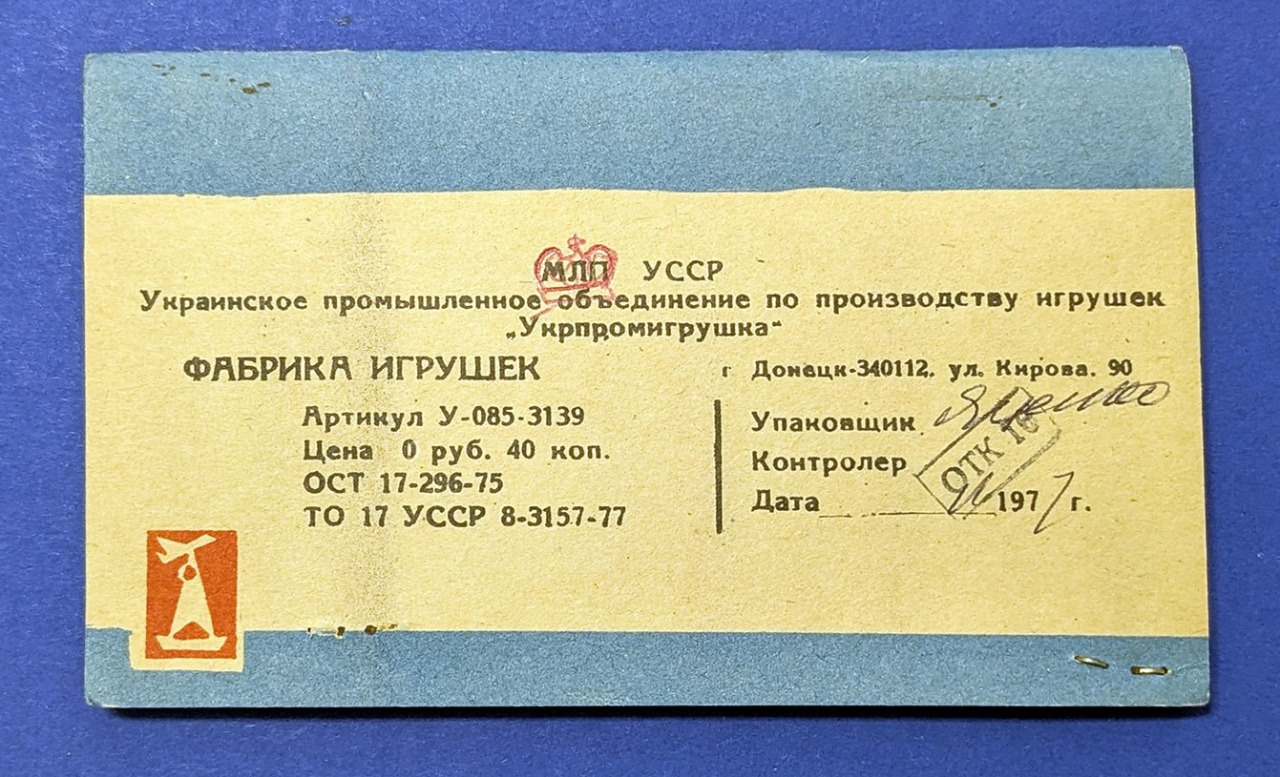 МЛП УССР
Украинское промышленное объединение по производству игрушек
„Укрпромигрушка“
ФАБРИКА ИГРУШЕК
г Донецк-340112. ул. Кирова. 90
Артикул У-085-3139
Цена 0 руб. 40 коп.
ОСТ 17-296-75
ТО 17 УССР 8-3157-77
Упаковщик
Контролер
ОТК 16
Дата 1977 г.